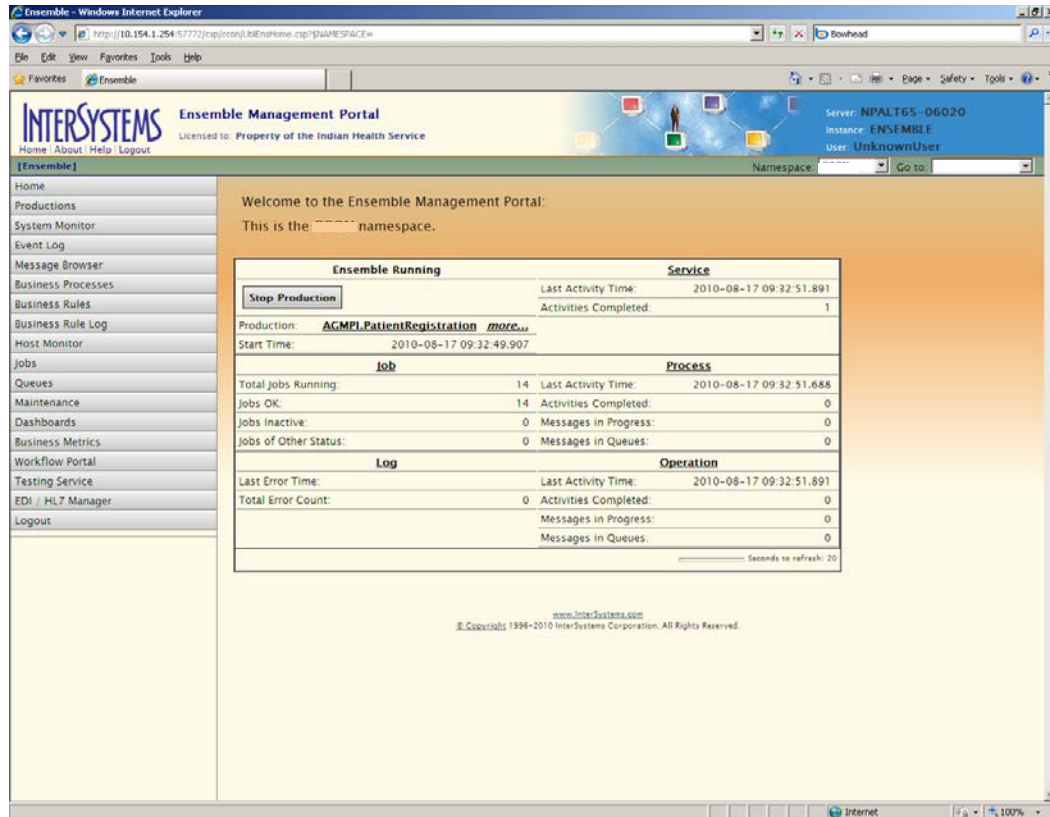 Ensemble - Windows Internet Explorer
http://10.154.1.254:57772/csp/ccon/UtilEnsHome.csp?$NAMESPACE=
Bowhead
File Edit View Favorites Tools Help
Favorites Ensemble
Page Safety Tools
INTERSYSTEMS
Ensemble Management Portal
Licensed to: Property of the Indian Health Service
Home | About | Help | Logout
Server: NPALT65-06020
Instance: ENSEMBLE
User: UnknownUser
[Ensemble]
Namespace: Go to:
Home
Productions
System Monitor
Event Log
Message Browser
Business Processes
Business Rules
Business Rule Log
Host Monitor
Jobs
Queues
Maintenance
Dashboards
Business Metrics
Workflow Portal
Testing Service
EDI / HL7 Manager
Logout
Welcome to the Ensemble Management Portal:
This is the namespace.
Ensemble Running
Stop Production
Production: AGMPI.PatientRegistration more...
Start Time: 2010-08-17 09:32:49.907
Service
Last Activity Time: 2010-08-17 09:32:51.891
Activities Completed: 1
Job
Total Jobs Running: 14
Jobs OK: 14
Jobs Inactive: 0
Jobs of Other Status: 0
Process
Last Activity Time: 2010-08-17 09:32:51.688
Activities Completed: 0
Messages in Progress: 0
Messages in Queues: 0
Log
Last Error Time:
Total Error Count: 0
Operation
Last Activity Time: 2010-08-17 09:32:51.891
Activities Completed: 0
Messages in Progress: 0
Messages in Queues: 0
Seconds to refresh: 20
www.InterSystems.com
© Copyright 1996-2010 InterSystems Corporation. All Rights Reserved.
Internet 100%